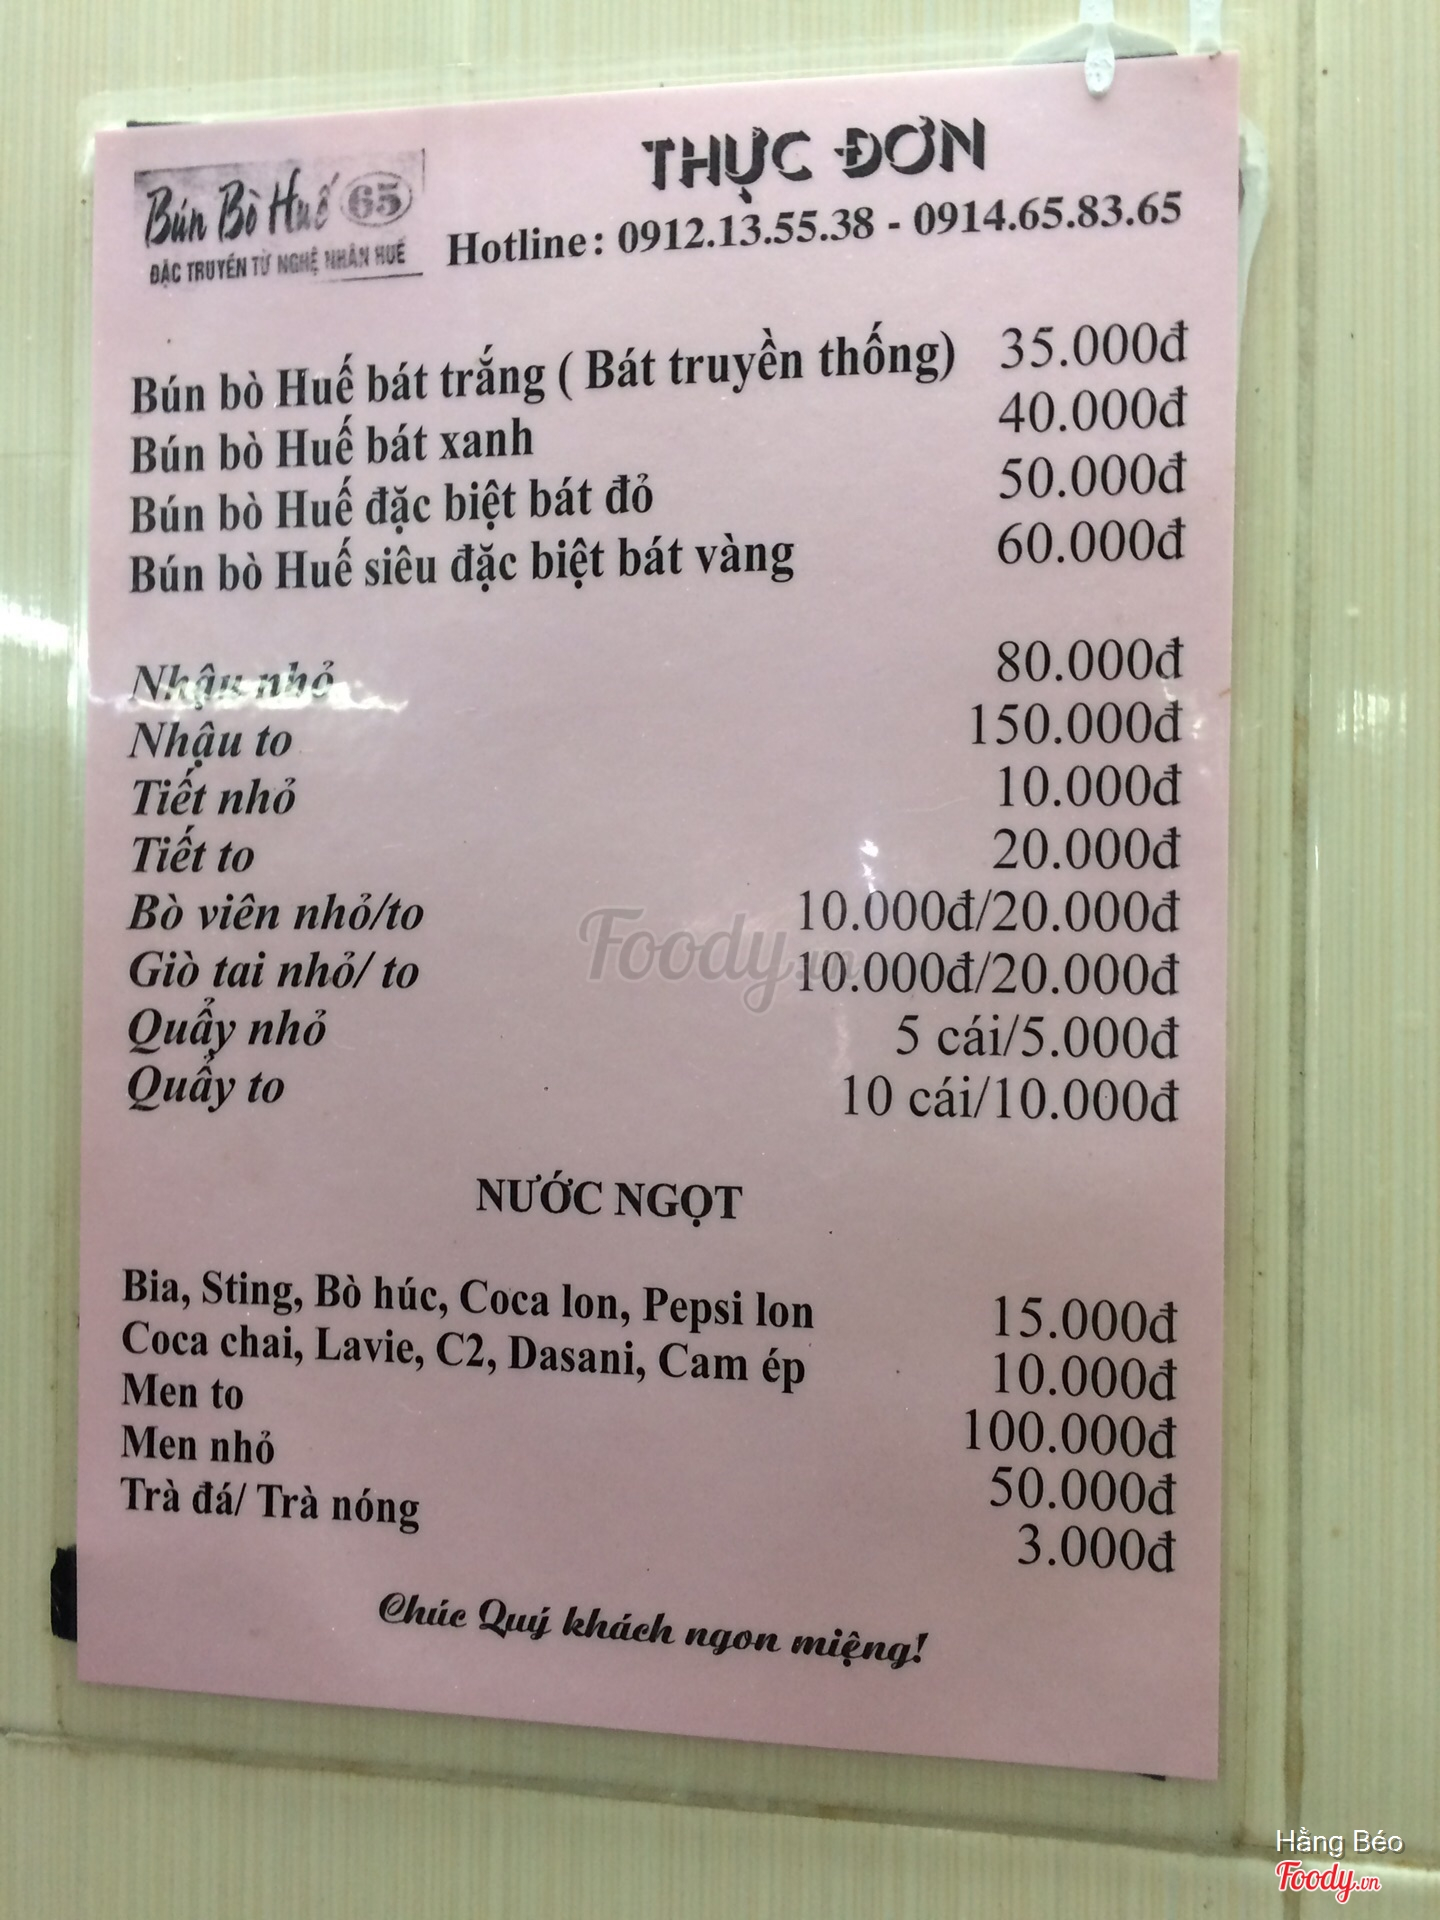 Bún Bò Huế 65
ĐẶC TRUYỀN TỪ NGHỆ NHÂN HUẾ
THỰC ĐƠN
Hotline: 0912.13.55.38 - 0914.65.83.65
Bún bò Huế bát trắng ( Bát truyền thống) 35.000đ
Bún bò Huế bát xanh 40.000đ
Bún bò Huế đặc biệt bát đỏ 50.000đ
Bún bò Huế siêu đặc biệt bát vàng 60.000đ
Nhậu nhỏ 80.000đ
Nhậu to 150.000đ
Tiết nhỏ 10.000đ
Tiết to 20.000đ
Bò viên nhỏ/to 10.000đ/20.000đ
Giò tai nhỏ/ to 10.000đ/20.000đ
Quẩy nhỏ 5 cái/5.000đ
Quẩy to 10 cái/10.000đ
Foody.vn
NƯỚC NGỌT
Bia, Sting, Bò húc, Coca lon, Pepsi lon 15.000đ
Coca chai, Lavie, C2, Dasani, Cam ép 10.000đ
Men to 100.000đ
Men nhỏ 50.000đ
Trà đá/ Trà nóng 3.000đ
Chúc Quý khách ngon miệng!
Hằng Béo
Foody.vn